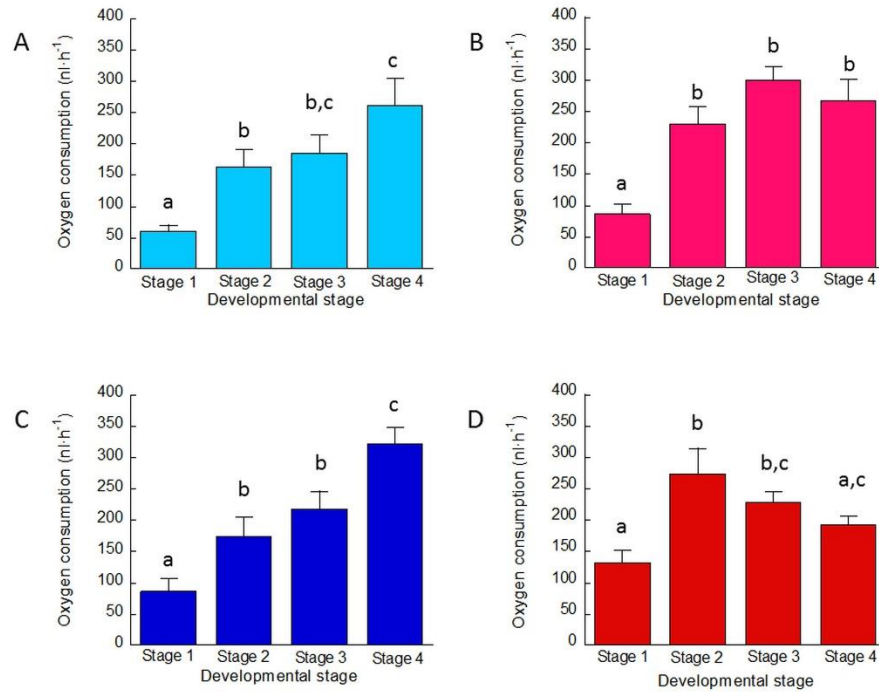 A
Oxygen consumption (nl·h⁻¹)
400
350
300
250
200
150
100
50
0
a
b
b,c
c
Stage 1 Stage 2 Stage 3 Stage 4
Developmental stage
B
Oxygen consumption (nl·h⁻¹)
400
350
300
250
200
150
100
50
0
a
b
b
b
Stage 1 Stage 2 Stage 3 Stage 4
Developmental stage
C
Oxygen consumption (nl·h⁻¹)
400
350
300
250
200
150
100
50
0
a
b
b
c
Stage 1 Stage 2 Stage 3 Stage 4
Developmental stage
D
Oxygen consumption (nl·h⁻¹)
400
350
300
250
200
150
100
50
0
a
b
b,c
a,c
Stage 1 Stage 2 Stage 3 Stage 4
Developmental stage